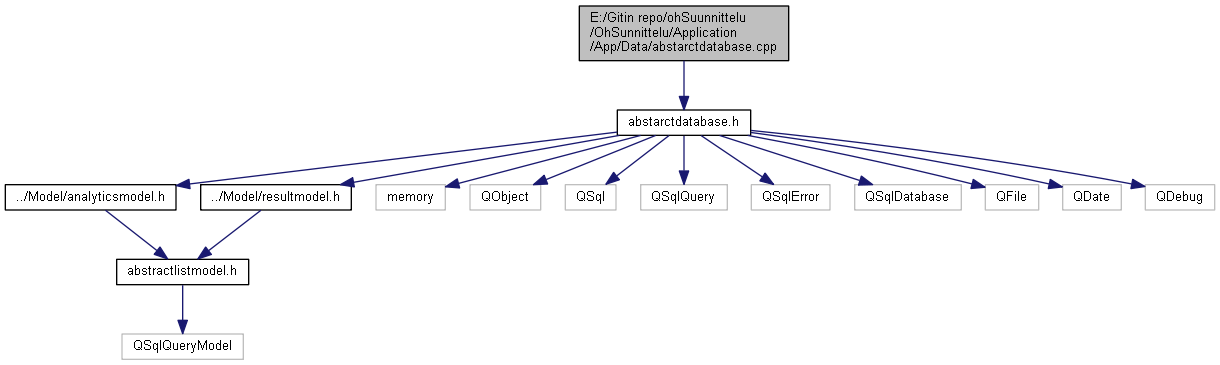 E:/Gitin repo/ohSuunnittelu
/OhSunnittelu/Application
/App/Data/abstarctdatabase.cpp
abstarctdatabase.h
../Model/analyticsmodel.h
../Model/resultmodel.h
memory
QObject
QSql
QSqlQuery
QSqlError
QSqlDatabase
QFile
QDate
QDebug
abstractlistmodel.h
QSqlQueryModel